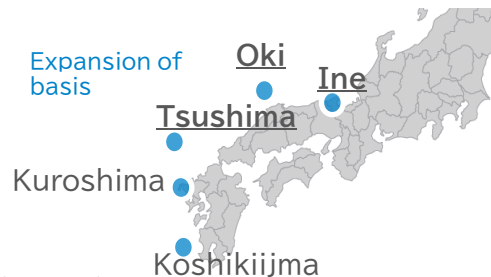 Expansion of
basis
Oki
Ine
Tsushima
Kuroshima
Koshikiijma